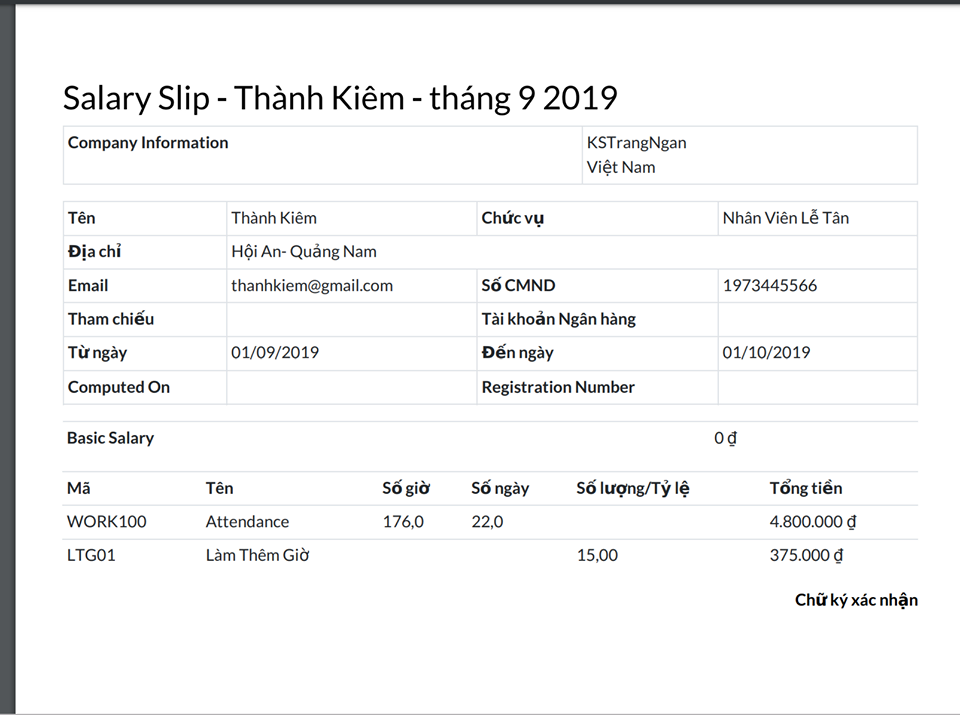 Salary Slip - Thành Kiêm - tháng 9 2019
Company Information KSTrangNgan
Việt Nam
Tên Thành Kiêm Chức vụ Nhân Viên Lễ Tân
Địa chỉ Hội An- Quảng Nam
Email thanhkiem@gmail.com Số CMND 1973445566
Tham chiếu Tài khoản Ngân hàng
Từ ngày 01/09/2019 Đến ngày 01/10/2019
Computed On Registration Number
Basic Salary 0 ₫
Mã Tên Số giờ Số ngày Số lượng/Tỷ lệ Tổng tiền
WORK100 Attendance 176,0 22,0 4.800.000 ₫
LTG01 Làm Thêm Giờ 15,00 375.000 ₫
Chữ ký xác nhận